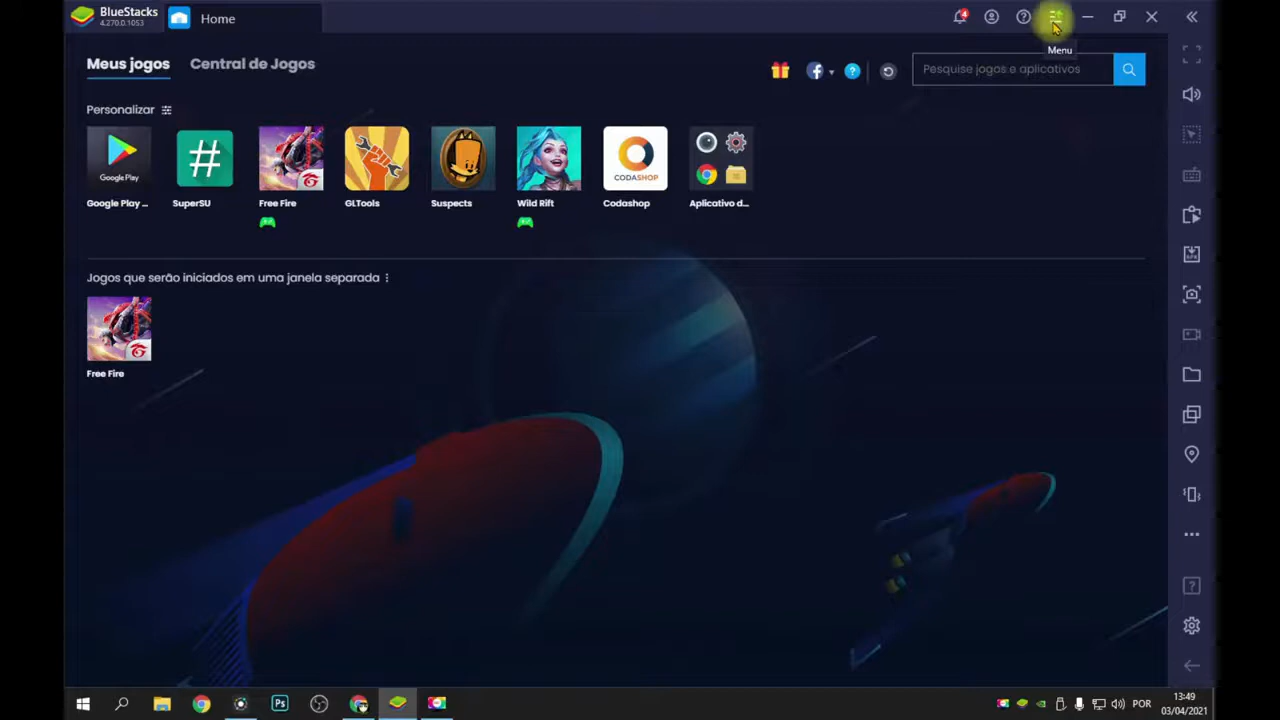 BlueStacks
4.270.0.1053
Home
4
Menu
Meus jogos
Central de Jogos
Pesquise jogos e aplicativos
Personalizar
Google Play
CODASHOP
Google Play ...
SuperSU
Free Fire
GLTools
Suspects
Wild Rift
Codashop
Aplicativo d...
Jogos que serão iniciados em uma janela separada
Free Fire
Ps
POR
13:49
03/04/2021